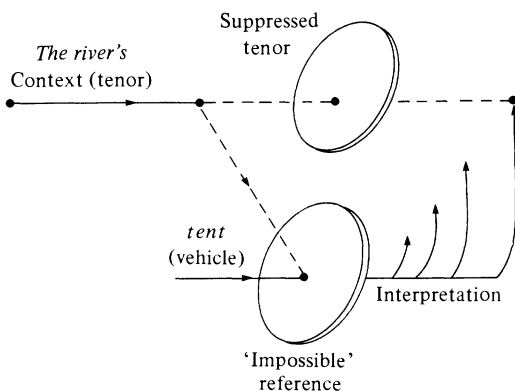 Suppressed
tenor
The river's
Context (tenor)
tent
(vehicle)
Interpretation
'Impossible'
reference